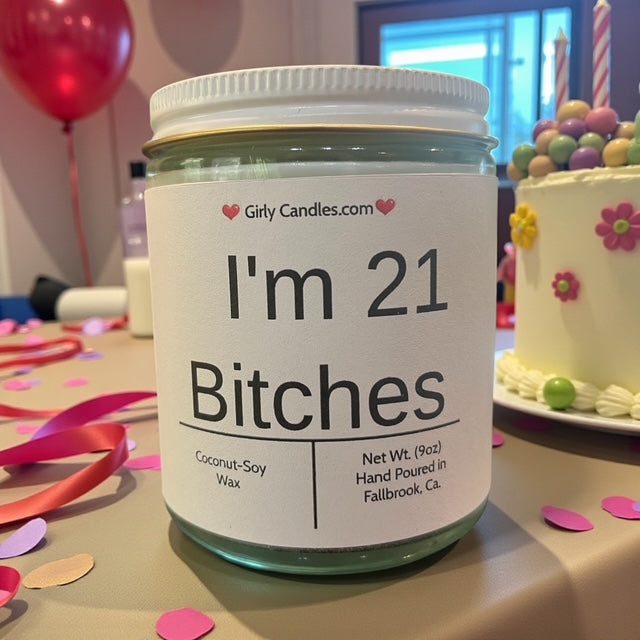 Girly Candles.com
I'm 21
Bitches
Coconut-Soy
Wax
Net Wt. (9oz)
Hand Poured in
Fallbrook, Ca.